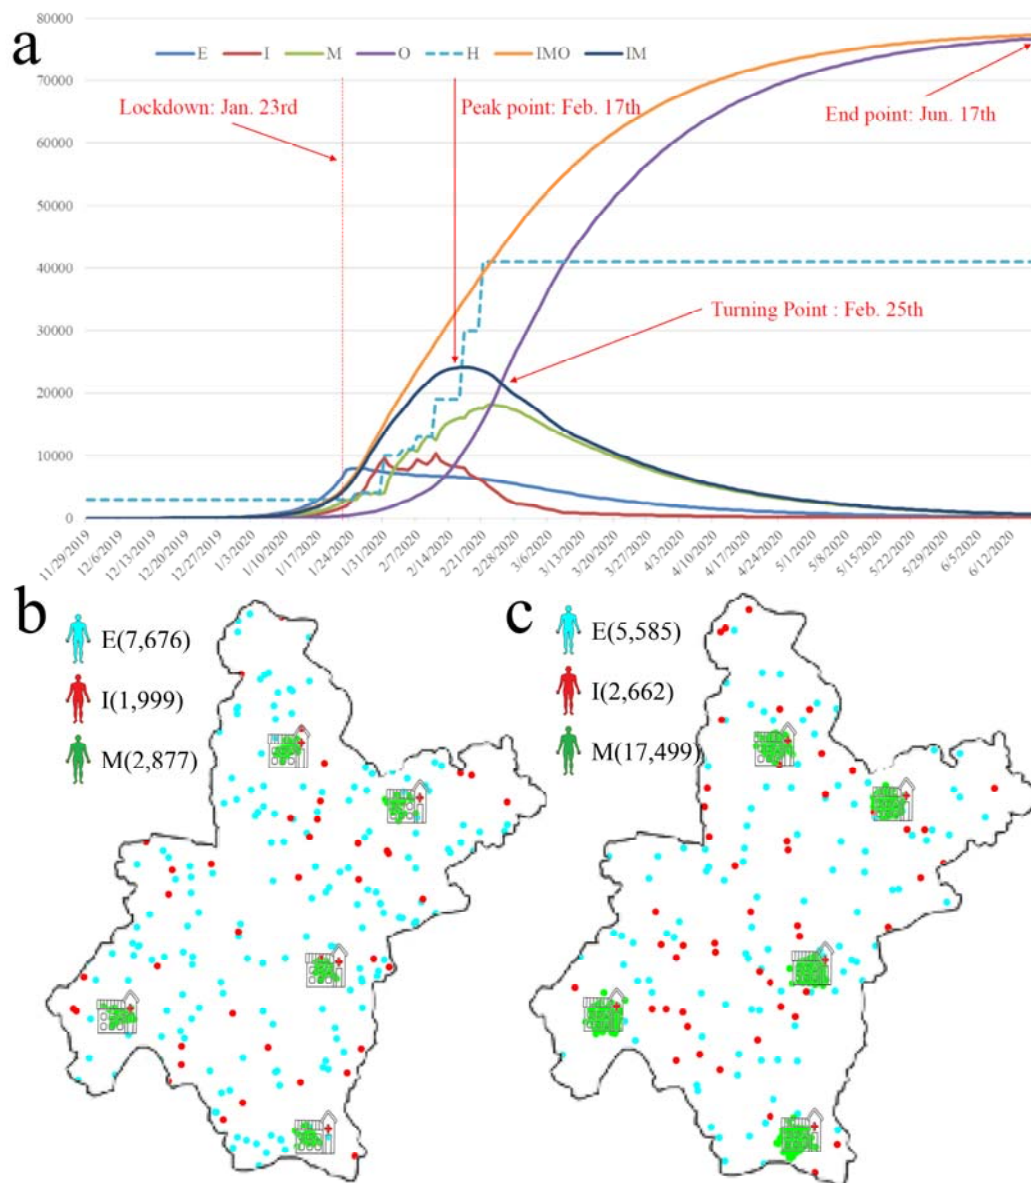 a
80000
70000
60000
50000
40000
30000
20000
10000
0
E I M O H IMO IM
Lockdown: Jan. 23rd
Peak point: Feb. 17th
End point: Jun. 17th
Turning Point : Feb. 25th
11/29/2019
12/6/2019
12/13/2019
12/20/2019
12/27/2019
1/3/2020
1/10/2020
1/17/2020
1/24/2020
1/31/2020
2/7/2020
2/14/2020
2/21/2020
2/28/2020
3/6/2020
3/13/2020
3/20/2020
3/27/2020
4/3/2020
4/10/2020
4/17/2020
4/24/2020
5/1/2020
5/8/2020
5/15/2020
5/22/2020
5/29/2020
6/5/2020
6/12/2020
b
E(7,676)
I(1,999)
M(2,877)
c
E(5,585)
I(2,662)
M(17,499)